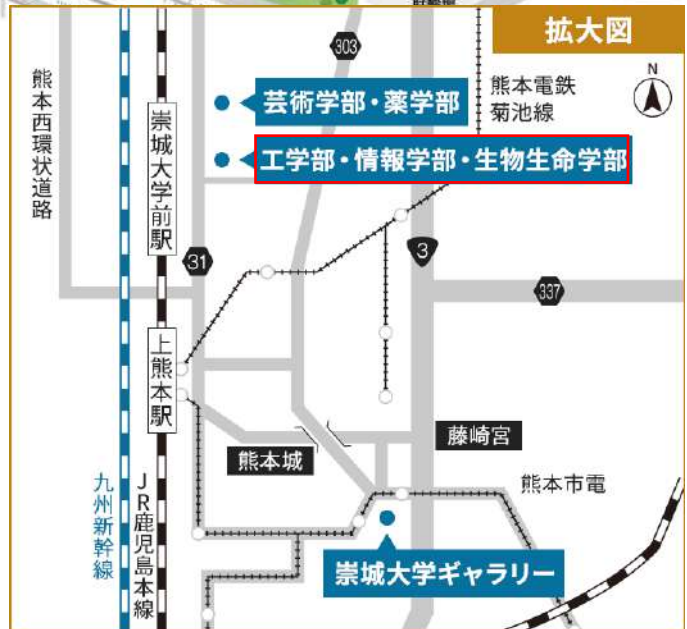 拡大図
303
熊本西環状道路
芸術学部・薬学部
熊本電鉄
菊池線
N
崇城大学前駅
工学部・情報学部・生物生命学部
31
3
337
上熊本駅
熊本城
藤崎宮
九州新幹線
JR鹿児島本線
熊本市電
崇城大学ギャラリー